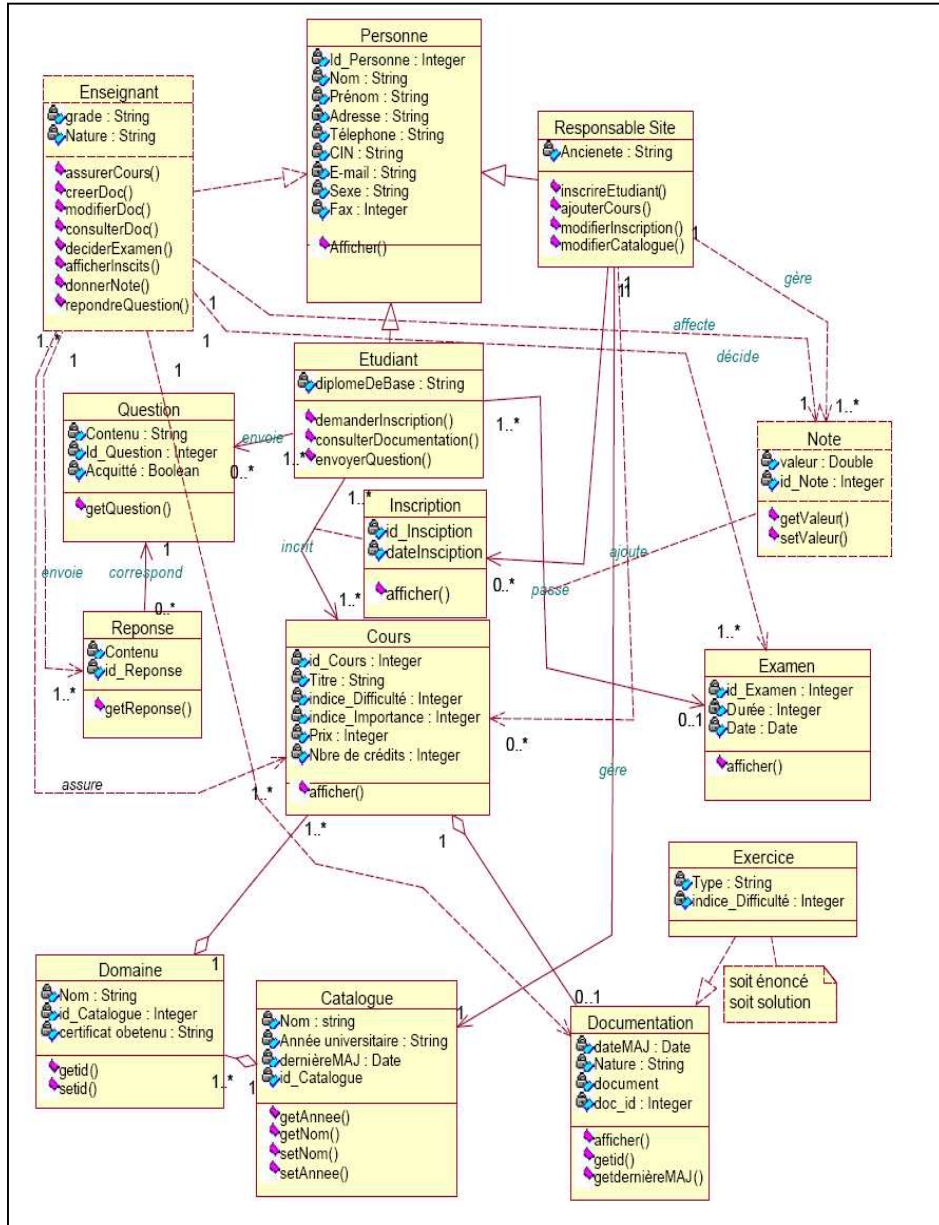 Personne
Id_Personne : Integer
Nom : String
Prénom : String
Adresse : String
Télephone : String
CIN : String
E-mail : String
Sexe : String
Fax : Integer
Afficher()
Enseignant
grade : String
Nature : String
assurerCours()
creerDoc()
modifierDoc()
consulterDoc()
deciderExamen()
afficherInscits()
donnerNote()
repondreQuestion()
Responsable Site
Ancienete : String
inscrireEtudiant()
ajouterCours()
modifierInscription()
modifierCatalogue()
1
gère
1
1
affecte
décide
1
1
1..*
1
1
1
Etudiant
diplomeDeBase : String
demanderInscription()
consulterDocumentation()
envoyerQuestion()
1..*
1
1..*
Question
Contenu : String
Id_Question : Integer
Acquitté : Boolean
getQuestion()
envoie
0..*
1..*
Note
valeur : Double
id_Note : Integer
getValeur()
setValeur()
1..*
Inscription
id_Insciption
dateInsciption
afficher()
incrit
1..*
0..*
ajoute
passe
1
envoie
correspond
0..*
Reponse
Contenu
id_Reponse
getReponse()
1..*
Cours
id_Cours : Integer
Titre : String
indice_Difficulté : Integer
indice_Importance : Integer
Prix : Integer
Nbre de crédits : Integer
afficher()
0..*
1..*
Examen
id_Examen : Integer
Durée : Integer
Date : Date
afficher()
0..1
gère
assure
1..*
1..*
1
Exercice
Type : String
indice_Difficulté : Integer
soit énoncé
soit solution
1
Domaine
Nom : String
id_Catalogue : Integer
certificat obetenu : String
getid()
setid()
1..*
1
Catalogue
Nom : string
Année universitaire : String
dernièreMAJ : Date
id_Catalogue
getAnnee()
getNom()
setNom()
setAnnee()
1
0..1
Documentation
dateMAJ : Date
Nature : String
document
doc_id : Integer
afficher()
getid()
getdernièreMAJ()